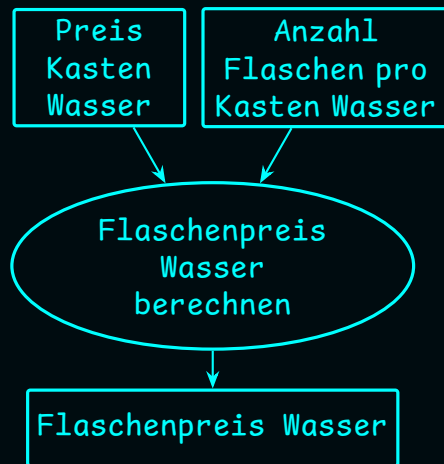 Preis
Kasten
Wasser
Anzahl
Flaschen pro
Kasten Wasser
Flaschenpreis
Wasser
berechnen
Flaschenpreis Wasser